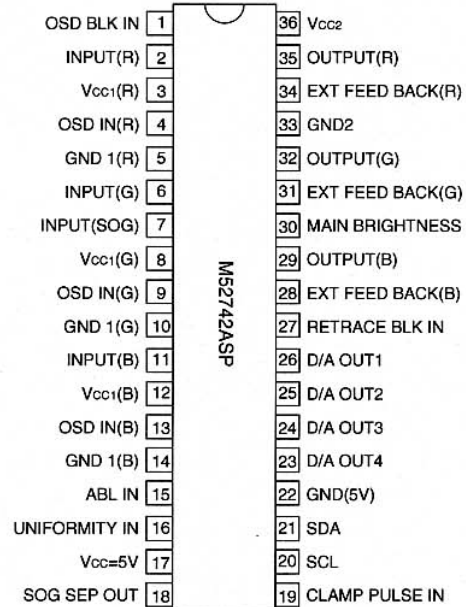 OSD BLK IN 1 36 Vcc2
INPUT(R) 2 35 OUTPUT(R)
Vcc1(R) 3 34 EXT FEED BACK(R)
OSD IN(R) 4 33 GND2
GND 1(R) 5 32 OUTPUT(G)
INPUT(G) 6 31 EXT FEED BACK(G)
INPUT(SOG) 7 30 MAIN BRIGHTNESS
Vcc1(G) 8 29 OUTPUT(B)
OSD IN(G) 9 28 EXT FEED BACK(B)
GND 1(G) 10 27 RETRACE BLK IN
INPUT(B) 11 26 D/A OUT1
Vcc1(B) 12 25 D/A OUT2
OSD IN(B) 13 24 D/A OUT3
GND 1(B) 14 23 D/A OUT4
ABL IN 15 22 GND(5V)
UNIFORMITY IN 16 21 SDA
Vcc=5V 17 20 SCL
SOG SEP OUT 18 19 CLAMP PULSE IN
M52742ASP